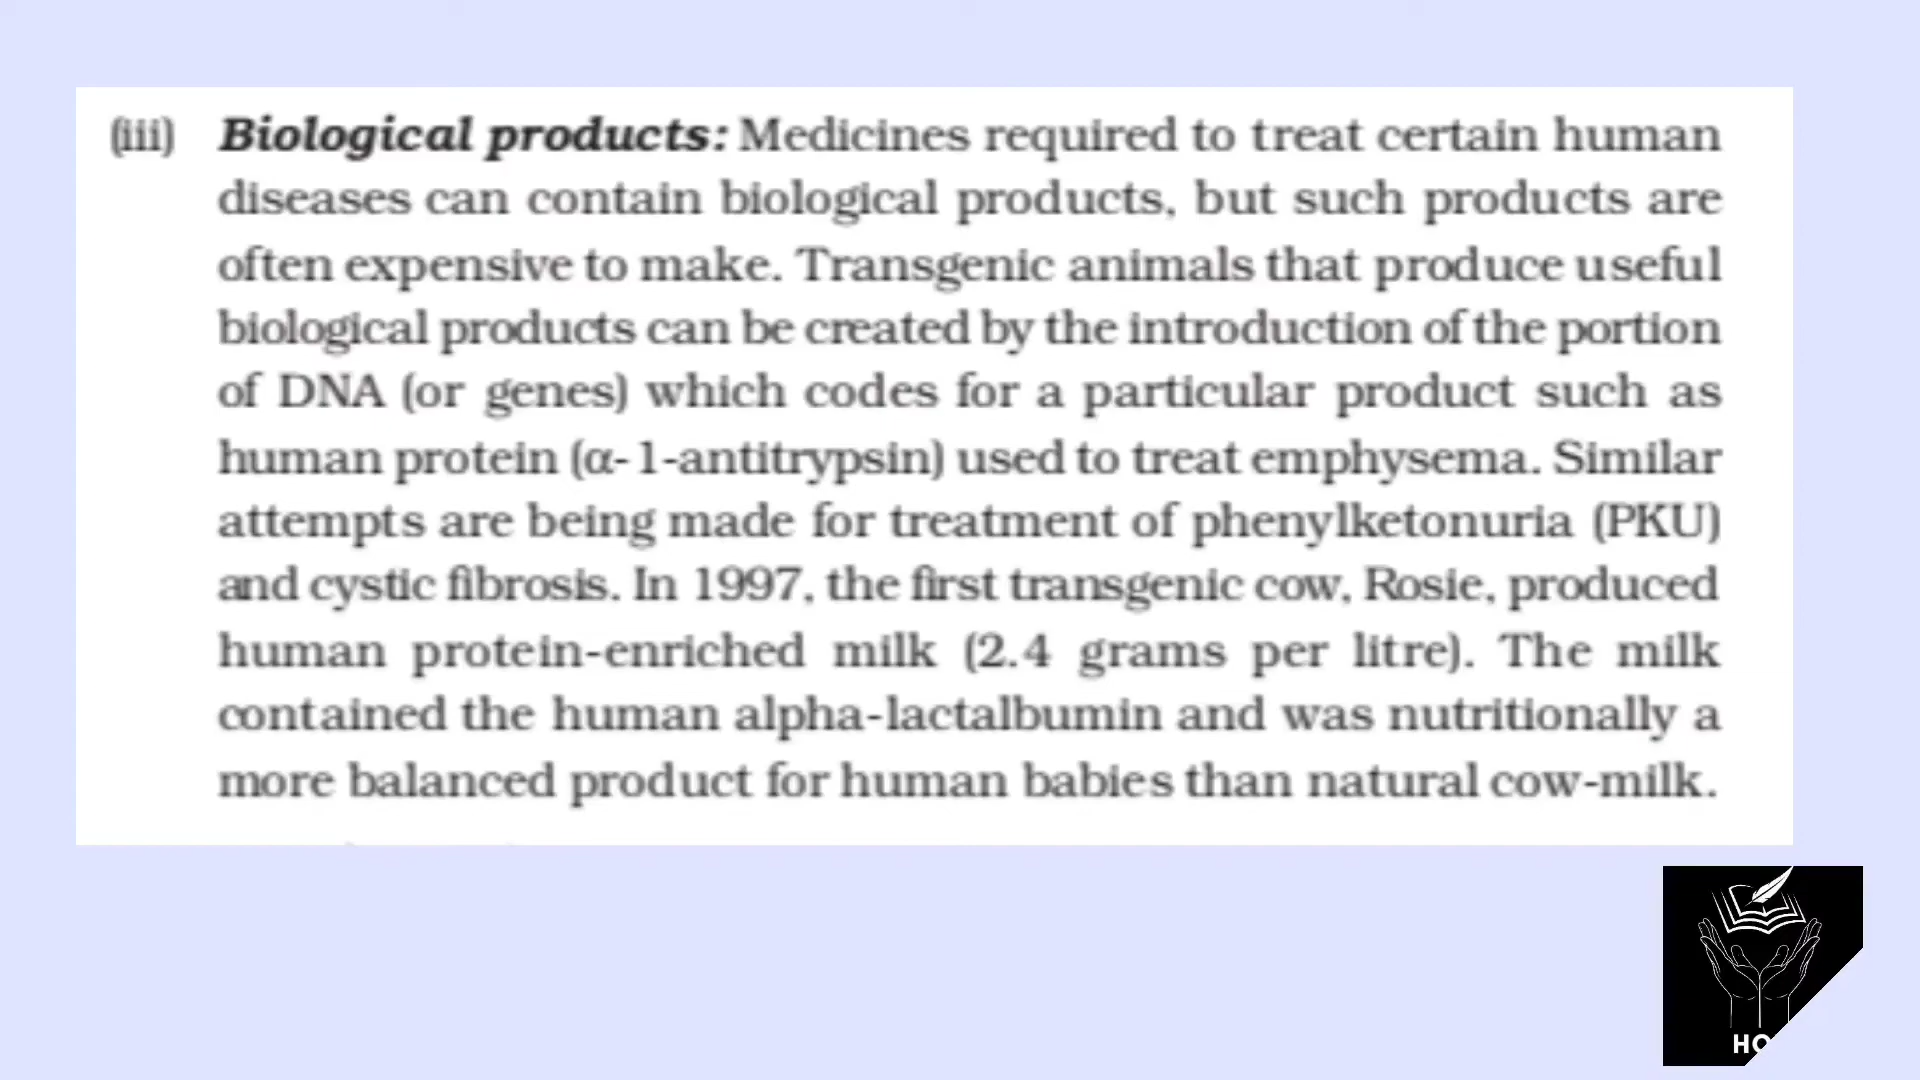 (iii) Biological products: Medicines required to treat certain human
diseases can contain biological products, but such products are
often expensive to make. Transgenic animals that produce useful
biological products can be created by the introduction of the portion
of DNA (or genes) which codes for a particular product such as
human protein (α-1-antitrypsin) used to treat emphysema. Similar
attempts are being made for treatment of phenylketonuria (PKU)
and cystic fibrosis. In 1997, the first transgenic cow, Rosie, produced
human protein-enriched milk (2.4 grams per litre). The milk
contained the human alpha-lactalbumin and was nutritionally a
more balanced product for human babies than natural cow-milk.